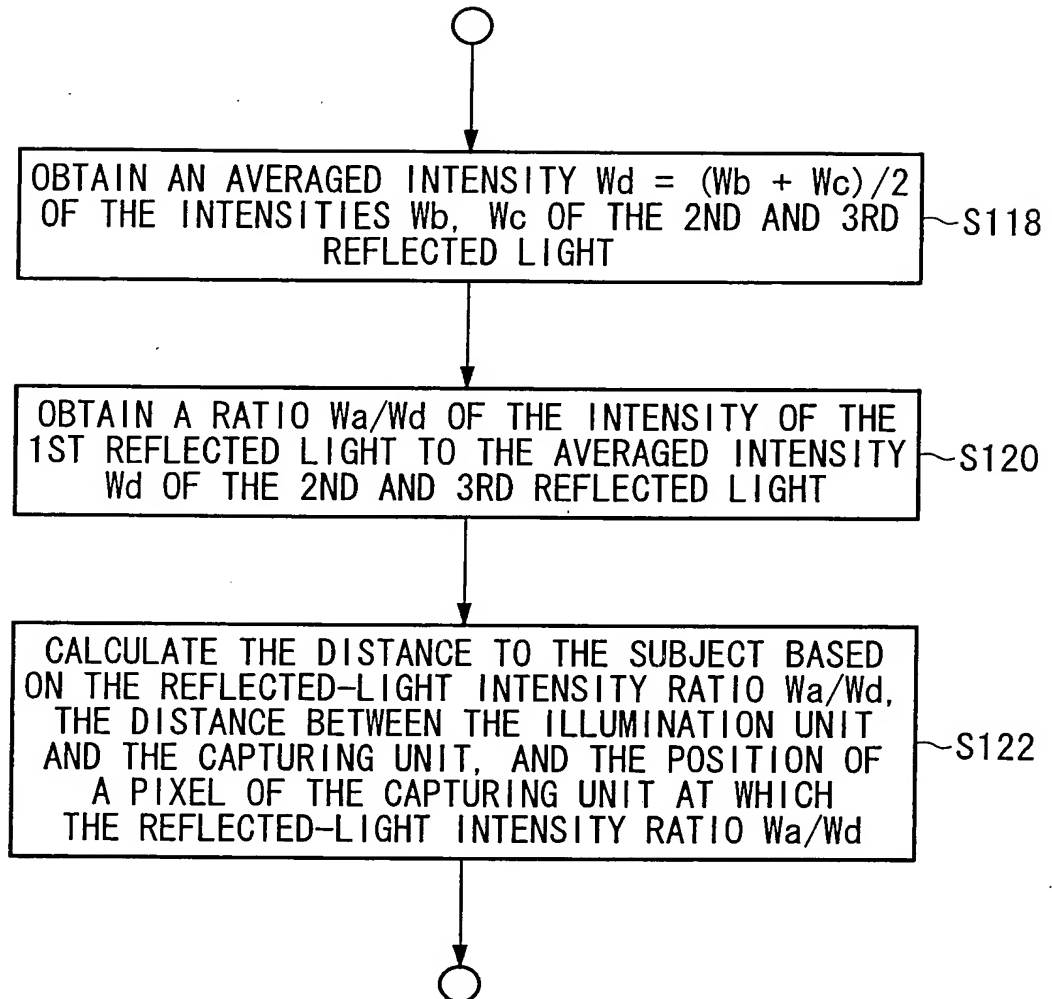 OBTAIN AN AVERAGED INTENSITY Wd = (Wb + Wc)/2
OF THE INTENSITIES Wb, Wc OF THE 2ND AND 3RD
REFLECTED LIGHT
S118
OBTAIN A RATIO Wa/Wd OF THE INTENSITY OF THE
1ST REFLECTED LIGHT TO THE AVERAGED INTENSITY
Wd OF THE 2ND AND 3RD REFLECTED LIGHT
S120
CALCULATE THE DISTANCE TO THE SUBJECT BASED
ON THE REFLECTED-LIGHT INTENSITY RATIO Wa/Wd,
THE DISTANCE BETWEEN THE ILLUMINATION UNIT
AND THE CAPTURING UNIT, AND THE POSITION OF
A PIXEL OF THE CAPTURING UNIT AT WHICH
THE REFLECTED-LIGHT INTENSITY RATIO Wa/Wd
S122